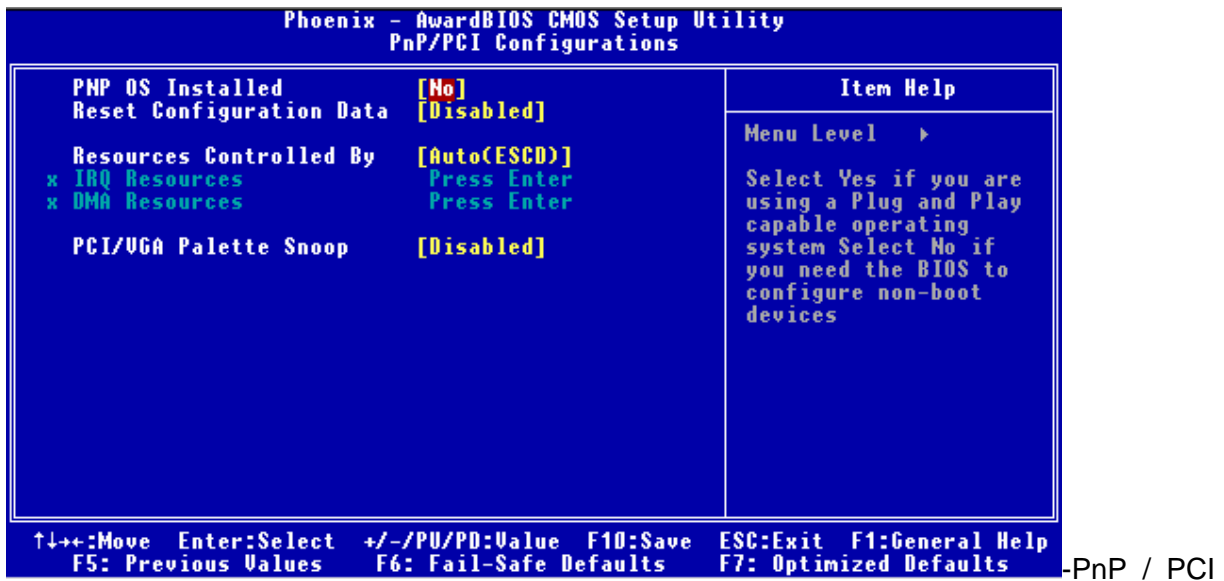 Phoenix - AwardBIOS CMOS Setup Utility
PnP/PCI Configurations
PNP OS Installed [No]
Reset Configuration Data [Disabled]
Resources Controlled By [Auto(ESCD)]
x IRQ Resources Press Enter
x DMA Resources Press Enter
PCI/VGA Palette Snoop [Disabled]
Item Help
Menu Level ▸
Select Yes if you are
using a Plug and Play
capable operating
system Select No if
you need the BIOS to
configure non-boot
devices
↑↓→←:Move Enter:Select +/-/PU/PD:Value F10:Save ESC:Exit F1:General Help
F5: Previous Values F6: Fail-Safe Defaults F7: Optimized Defaults
-PnP / PCI